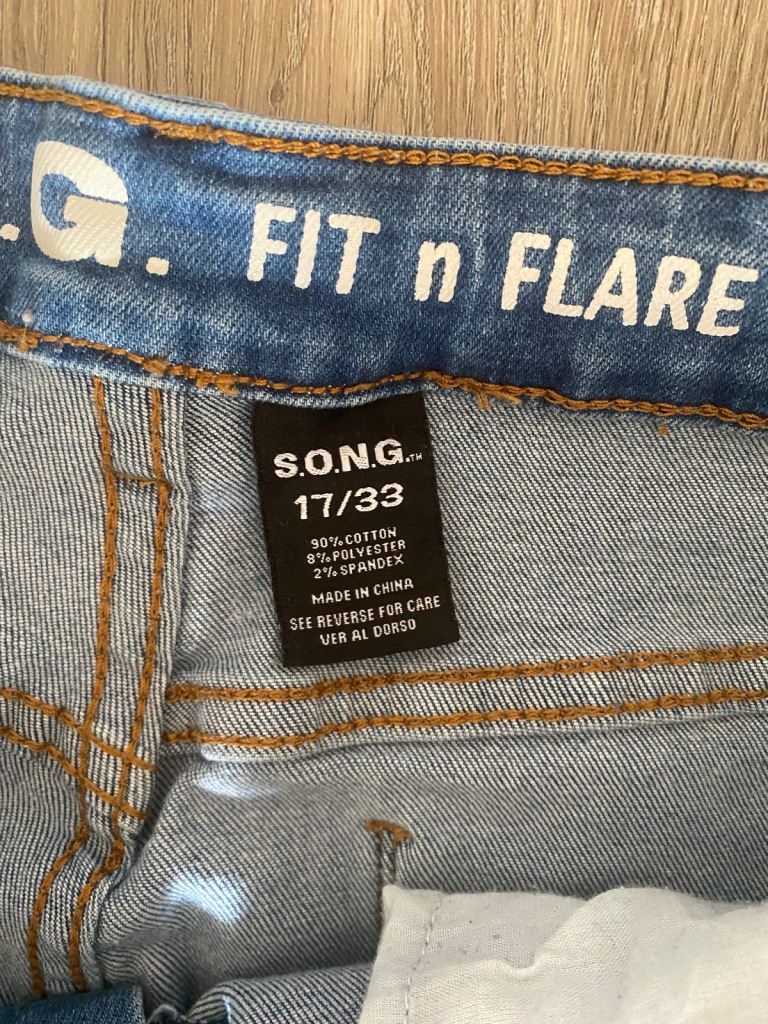 .G. FIT n FLARE
S.O.N.G.™
17/33
90% COTTON
8% POLYESTER
2% SPANDEX
MADE IN CHINA
SEE REVERSE FOR CARE
VER AL DORSO